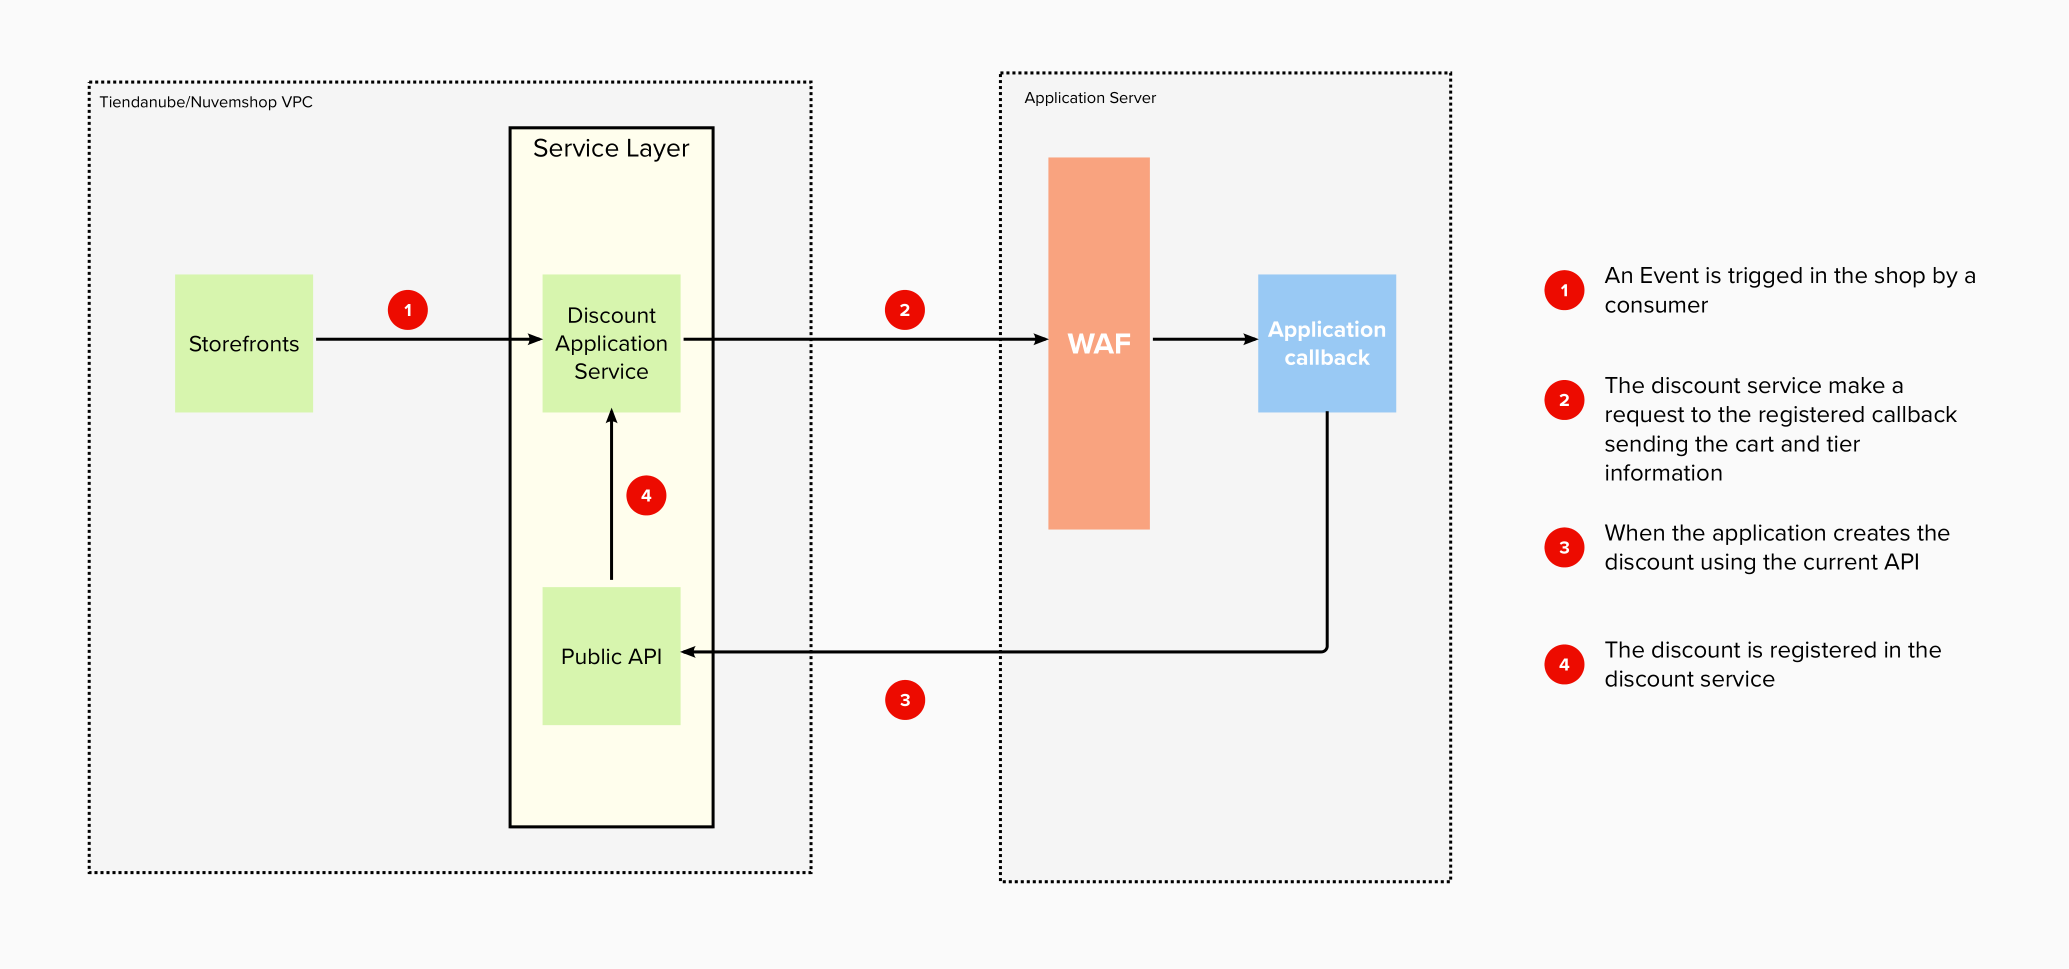 Tiendanube/Nuvemshop VPC
Service Layer
Storefronts
1
Discount
Application
Service
2
4
Public API
3
Application Server
WAF
Application
callback
1
An Event is trigged in the shop by a
consumer
2
The discount service make a
request to the registered callback
sending the cart and tier
information
3
When the application creates the
discount using the current API
4
The discount is registered in the
discount service